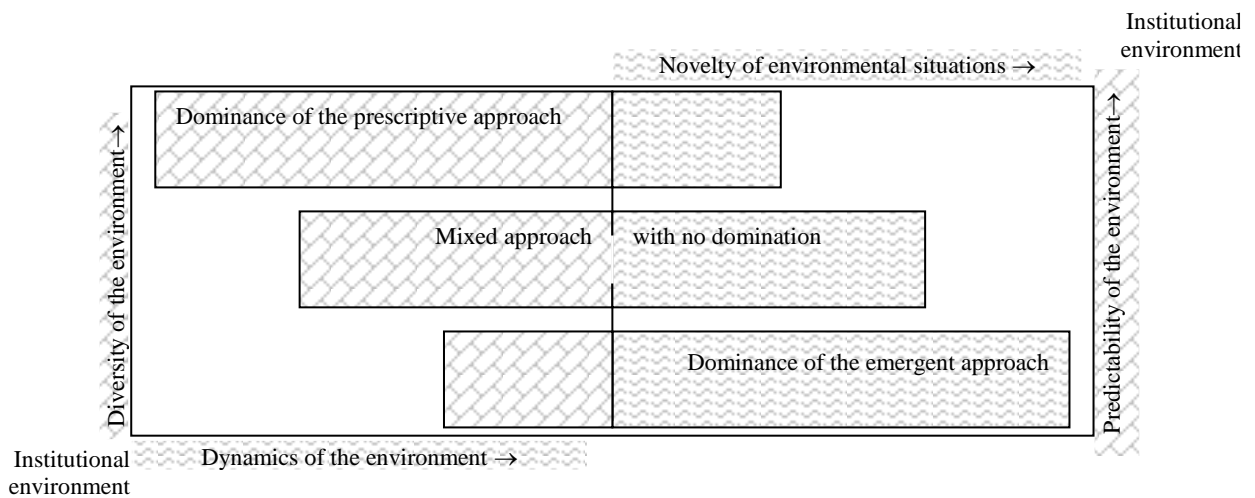 Institutional
environment
Novelty of environmental situations →
Dominance of the prescriptive approach
Diversity of the environment→
Predictability of the environment→
Mixed approach with no domination
Dominance of the emergent approach
Institutional
environment
Dynamics of the environment →